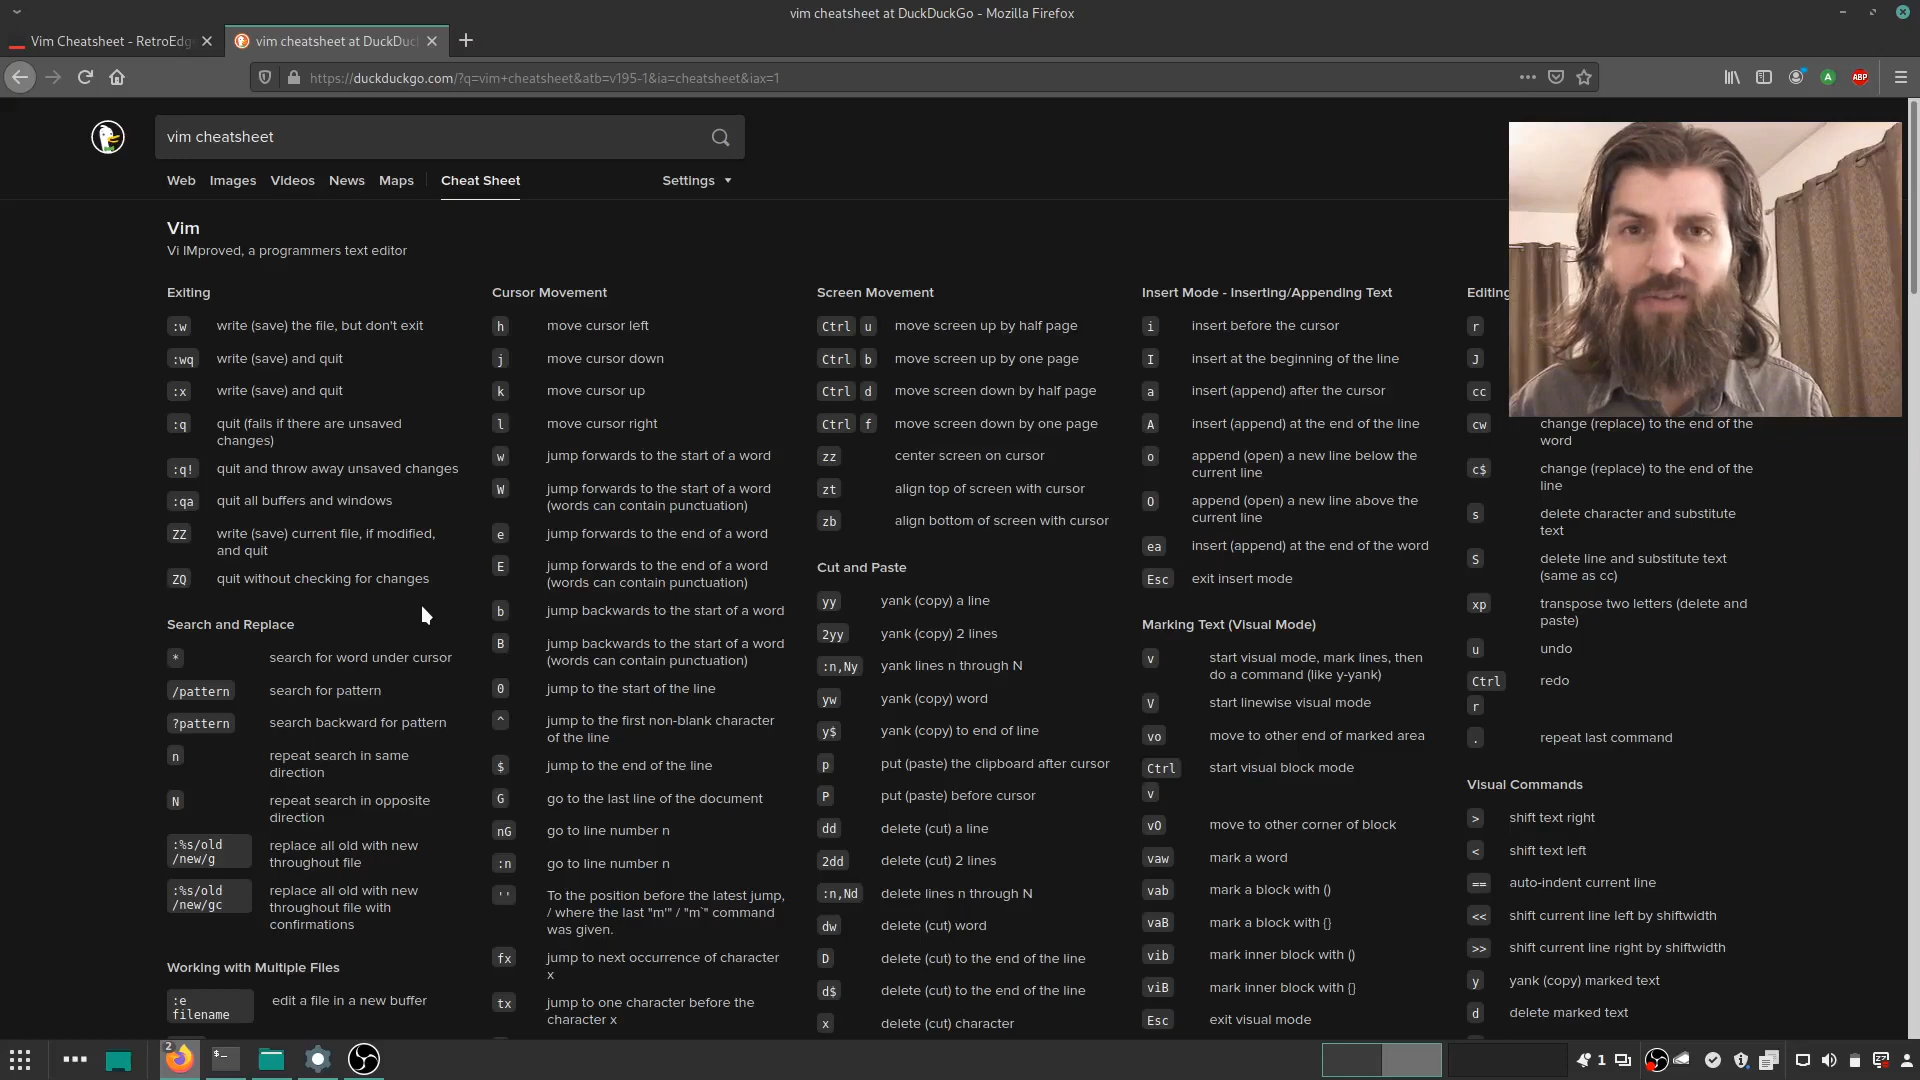 vim cheatsheet at DuckDuckGo - Mozilla Firefox
Vim Cheatsheet - RetroEdg
vim cheatsheet at DuckDuc
https://duckduckgo.com/?q=vim+cheatsheet&atb=v195-1&ia=cheatsheet&iax=1
A
ABP
vim cheatsheet
Web
Images
Videos
News
Maps
Cheat Sheet
Settings
Vim
Vi IMproved, a programmers text editor
Exiting
:w write (save) the file, but don't exit
:wq write (save) and quit
:x write (save) and quit
:q quit (fails if there are unsaved
changes)
:q! quit and throw away unsaved changes
:qa quit all buffers and windows
ZZ write (save) current file, if modified,
and quit
ZQ quit without checking for changes
Search and Replace
* search for word under cursor
/pattern search for pattern
?pattern search backward for pattern
n repeat search in same
direction
N repeat search in opposite
direction
:%s/old
/new/g
replace all old with new
throughout file
:%s/old
/new/gc
replace all old with new
throughout file with
confirmations
Working with Multiple Files
:e
filename
edit a file in a new buffer
Cursor Movement
h move cursor left
j move cursor down
k move cursor up
l move cursor right
w jump forwards to the start of a word
W jump forwards to the start of a word
(words can contain punctuation)
e jump forwards to the end of a word
E jump forwards to the end of a word
(words can contain punctuation)
b jump backwards to the start of a word
B jump backwards to the start of a word
(words can contain punctuation)
0 jump to the start of the line
^ jump to the first non-blank character
of the line
$ jump to the end of the line
G go to the last line of the document
nG go to line number n
:n go to line number n
'' To the position before the latest jump,
/ where the last "m'" / "m`" command
was given.
fx jump to next occurrence of character
x
tx jump to one character before the
character x
Screen Movement
Ctrl u move screen up by half page
Ctrl b move screen up by one page
Ctrl d move screen down by half page
Ctrl f move screen down by one page
zz center screen on cursor
zt align top of screen with cursor
zb align bottom of screen with cursor
Cut and Paste
yy yank (copy) a line
2yy yank (copy) 2 lines
:n,Ny yank lines n through N
yw yank (copy) word
y$ yank (copy) to end of line
p put (paste) the clipboard after cursor
P put (paste) before cursor
dd delete (cut) a line
2dd delete (cut) 2 lines
:n,Nd delete lines n through N
dw delete (cut) word
D delete (cut) to the end of the line
d$ delete (cut) to the end of the line
x delete (cut) character
Insert Mode - Inserting/Appending Text
i insert before the cursor
I insert at the beginning of the line
a insert (append) after the cursor
A insert (append) at the end of the line
o append (open) a new line below the
current line
O append (open) a new line above the
current line
ea insert (append) at the end of the word
Esc exit insert mode
Marking Text (Visual Mode)
v start visual mode, mark lines, then
do a command (like y-yank)
V start linewise visual mode
vo move to other end of marked area
Ctrl start visual block mode
v
vO move to other corner of block
vaw mark a word
vab mark a block with ()
vaB mark a block with {}
vib mark inner block with ()
viB mark inner block with {}
Esc exit visual mode
Editing
r
J
cc
cw change (replace) to the end of the
word
c$ change (replace) to the end of the
line
s delete character and substitute
text
S delete line and substitute text
(same as cc)
xp transpose two letters (delete and
paste)
u undo
Ctrl redo
r
. repeat last command
Visual Commands
> shift text right
< shift text left
== auto-indent current line
<< shift current line left by shiftwidth
>> shift current line right by shiftwidth
y yank (copy) marked text
d delete marked text
2
1